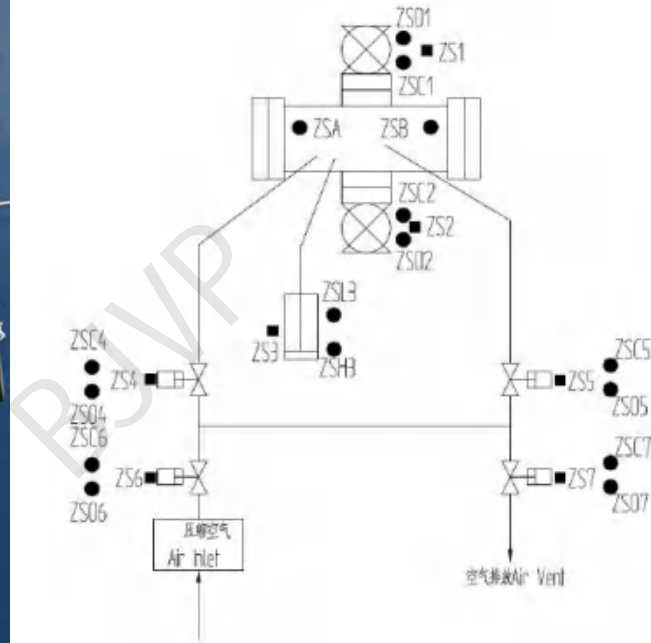 ZSO1
ZS1
ZSC1
ZSA
ZSB
ZSC2
ZS2
ZSO2
ZSL3
ZS3
ZSH3
ZSC4
ZS4
ZSO4
ZSC5
ZS5
ZSO5
ZSC6
ZS6
ZSO6
ZSC7
ZS7
ZSO7
压缩空气
Air Inlet
空气排放Air Vent
BJVP